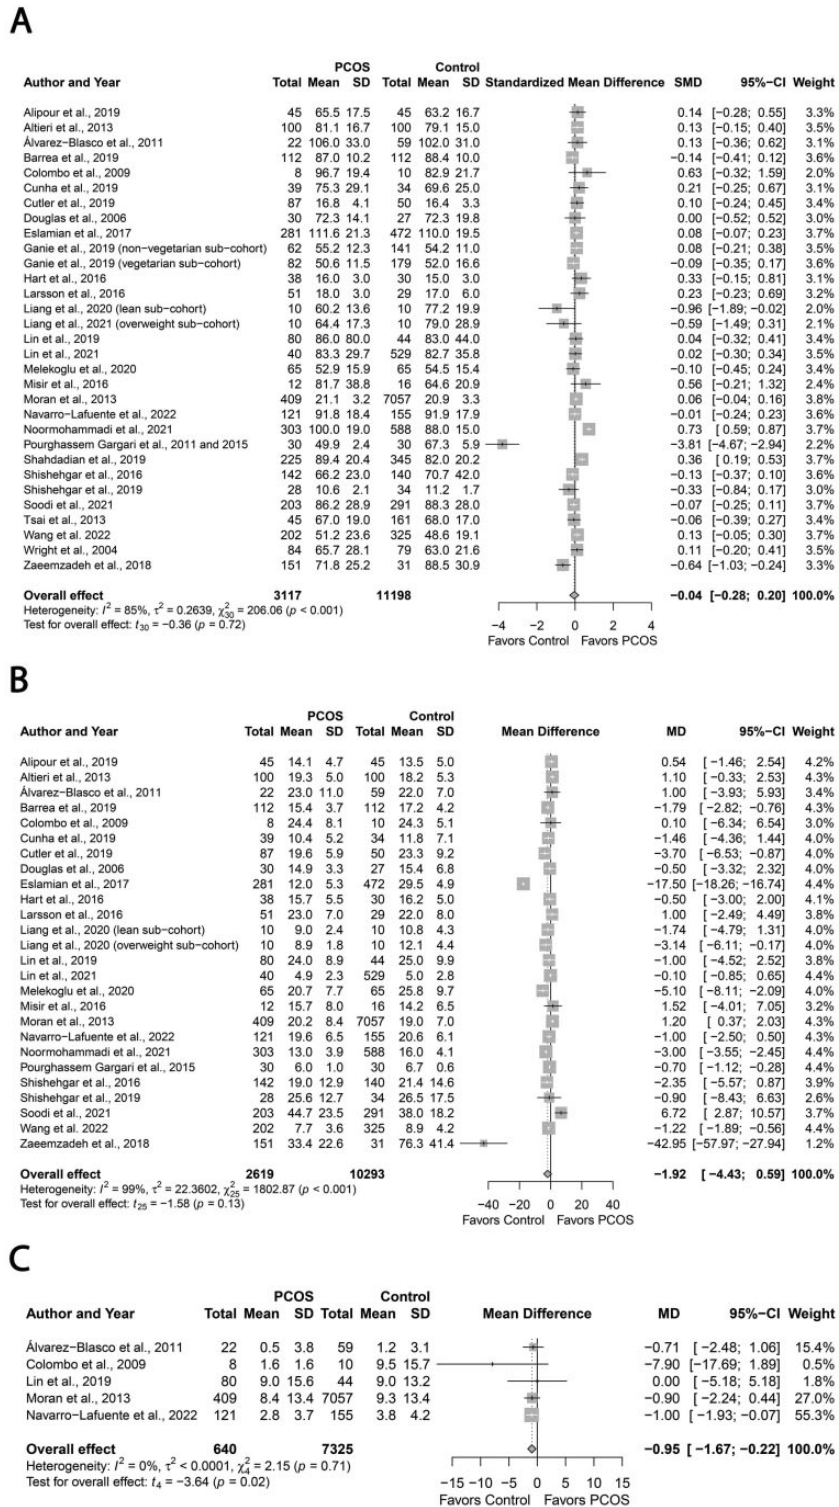 A
PCOS Control
Author and Year Total Mean SD Total Mean SD Standardized Mean Difference SMD 95%-CI Weight
Alipour et al., 2019 45 65.5 17.5 45 63.2 16.7 0.14 [-0.28; 0.55] 3.3%
Altieri et al., 2013 100 81.1 16.7 100 79.1 15.0 0.13 [-0.15; 0.40] 3.6%
Álvarez-Blasco et al., 2011 22 106.0 33.0 59 102.0 31.0 0.13 [-0.36; 0.62] 3.1%
Barrea et al., 2019 112 87.0 10.2 112 88.4 10.0 -0.14 [-0.41; 0.12] 3.6%
Colombo et al., 2009 8 96.7 19.4 10 82.9 21.7 0.63 [-0.32; 1.59] 2.0%
Cunha et al., 2019 39 75.3 29.1 34 69.6 25.0 0.21 [-0.25; 0.67] 3.2%
Cutler et al., 2019 87 16.8 4.1 50 16.4 3.3 0.10 [-0.24; 0.45] 3.4%
Douglas et al., 2006 30 72.3 14.1 27 72.3 19.8 0.00 [-0.52; 0.52] 3.0%
Eslamian et al., 2017 281 111.6 21.3 472 110.0 19.5 0.08 [-0.07; 0.23] 3.7%
Ganie et al., 2019 (non-vegetarian sub-cohort) 62 55.2 12.3 141 54.2 11.0 0.08 [-0.21; 0.38] 3.5%
Ganie et al., 2019 (vegetarian sub-cohort) 82 50.6 11.5 179 52.0 16.6 -0.09 [-0.35; 0.17] 3.6%
Hart et al., 2016 38 16.0 3.0 30 15.0 3.0 0.33 [-0.15; 0.81] 3.1%
Larsson et al., 2016 51 18.0 3.0 29 17.0 6.0 0.23 [-0.23; 0.69] 3.2%
Liang et al., 2020 (lean sub-cohort) 10 60.2 13.6 10 77.2 19.9 -0.96 [-1.89; -0.02] 2.0%
Liang et al., 2021 (overweight sub-cohort) 10 64.4 17.3 10 79.0 28.9 -0.59 [-1.49; 0.31] 2.1%
Lin et al., 2019 80 86.0 80.0 44 83.0 44.0 0.04 [-0.32; 0.41] 3.4%
Lin et al., 2021 40 83.3 29.7 529 82.7 35.8 0.02 [-0.30; 0.34] 3.5%
Melekoglu et al., 2020 65 52.9 15.9 65 54.5 15.4 -0.10 [-0.45; 0.24] 3.4%
Misir et al., 2016 12 81.7 38.8 16 64.6 20.9 0.56 [-0.21; 1.32] 2.4%
Moran et al., 2013 409 21.1 3.2 7057 20.9 3.3 0.06 [-0.04; 0.16] 3.8%
Navarro-Lafuente et al., 2022 121 91.8 18.4 155 91.9 17.9 -0.01 [-0.24; 0.23] 3.6%
Noormohammadi et al., 2021 303 100.0 19.0 588 88.0 15.0 0.73 [0.59; 0.87] 3.7%
Pourghassem Gargari et al., 2011 and 2015 30 49.9 2.4 30 67.3 5.9 -3.81 [-4.67; -2.94] 2.2%
Shahdadian et al., 2019 225 89.4 20.4 345 82.0 20.2 0.36 [0.19; 0.53] 3.7%
Shishehgar et al., 2016 142 66.2 23.0 140 70.7 42.0 -0.13 [-0.37; 0.10] 3.6%
Shishehgar et al., 2019 28 10.6 2.1 34 11.2 1.7 -0.33 [-0.84; 0.17] 3.1%
Soodi et al., 2021 203 86.2 28.9 291 88.3 28.0 -0.07 [-0.25; 0.11] 3.7%
Tsai et al., 2013 45 67.0 19.0 161 68.0 17.0 -0.06 [-0.39; 0.27] 3.5%
Wang et al. 2022 202 51.2 23.6 325 48.6 19.1 0.13 [-0.05; 0.30] 3.7%
Wright et al., 2004 84 65.7 28.1 79 63.0 21.6 0.11 [-0.20; 0.41] 3.5%
Zaeemzadeh et al., 2018 151 71.8 25.2 31 88.5 30.9 -0.64 [-1.03; -0.24] 3.3%
Overall effect 3117 11198 -0.04 [-0.28; 0.20] 100.0%
Heterogeneity: I² = 85%, τ² = 0.2639, χ²₃₀ = 206.06 (p < 0.001)
Test for overall effect: t₃₀ = -0.36 (p = 0.72)
-4 -2 0 2 4
Favors Control Favors PCOS
B
PCOS Control
Author and Year Total Mean SD Total Mean SD Mean Difference MD 95%-CI Weight
Alipour et al., 2019 45 14.1 4.7 45 13.5 5.0 0.54 [-1.46; 2.54] 4.2%
Altieri et al., 2013 100 19.3 5.0 100 18.2 5.3 1.10 [-0.33; 2.53] 4.3%
Álvarez-Blasco et al., 2011 22 23.0 11.0 59 22.0 7.0 1.00 [-3.93; 5.93] 3.4%
Barrea et al., 2019 112 15.4 3.7 112 17.2 4.2 -1.79 [-2.82; -0.76] 4.4%
Colombo et al., 2009 8 24.4 8.1 10 24.3 5.1 0.10 [-6.34; 6.54] 2.9%
Cunha et al., 2019 39 10.4 5.2 34 11.8 7.1 -1.46 [-4.36; 1.44] 4.0%
Cutler et al., 2019 87 19.6 5.9 50 23.3 9.2 -3.70 [-6.53; -0.87] 4.0%
Douglas et al., 2006 30 14.9 3.3 27 15.4 6.8 -0.50 [-3.32; 2.32] 4.0%
Eslamian et al., 2017 281 12.0 5.3 472 29.5 4.9 -17.50 [-18.26; -16.74] 4.4%
Hart et al., 2016 38 15.7 5.5 30 16.2 5.0 -0.50 [-3.00; 2.00] 4.1%
Larsson et al., 2016 51 23.0 7.0 29 22.0 8.0 1.00 [-2.49; 4.49] 3.8%
Liang et al., 2020 (lean sub-cohort) 10 9.0 2.4 10 10.8 4.3 -1.74 [-4.79; 1.31] 4.0%
Liang et al., 2020 (overweight sub-cohort) 10 8.9 1.8 10 12.1 4.4 -3.14 [-6.11; -0.17] 4.0%
Lin et al., 2019 80 24.0 8.9 44 25.0 9.9 -1.00 [-4.52; 2.52] 3.8%
Lin et al., 2021 40 4.9 2.3 529 5.0 2.8 -0.10 [-0.85; 0.65] 4.4%
Melekoglu et al., 2020 65 20.7 7.7 65 25.8 9.7 -5.10 [-8.11; -2.09] 4.0%
Misir et al., 2016 12 15.7 8.0 16 14.2 6.5 1.52 [-4.01; 7.05] 3.2%
Moran et al., 2013 409 20.2 8.4 7057 19.0 7.0 1.20 [0.37; 2.03] 4.4%
Navarro-Lafuente et al., 2022 121 19.6 6.5 155 20.6 6.1 -1.00 [-2.50; 0.50] 4.3%
Noormohammadi et al., 2021 303 13.0 3.9 588 16.0 4.1 -3.00 [-3.55; -2.45] 4.4%
Pourghassem Gargari et al., 2015 30 6.0 1.0 30 6.7 0.6 -0.70 [-1.12; -0.28] 4.4%
Shishehgar et al., 2016 142 19.0 12.9 140 21.4 14.6 -2.35 [-5.57; 0.87] 3.9%
Shishehgar et al., 2019 28 25.6 12.7 34 26.5 17.5 -0.90 [-8.43; 6.63] 2.6%
Soodi et al., 2021 203 44.7 23.5 291 38.0 18.2 6.72 [2.87; 10.57] 3.7%
Wang et al. 2022 202 7.7 3.6 325 8.9 4.2 -1.22 [-1.89; -0.56] 4.4%
Zaeemzadeh et al., 2018 151 33.4 22.6 31 76.3 41.4 -42.95 [-57.97; -27.94] 1.2%
Overall effect 2619 10293 -1.92 [-4.43; 0.59] 100.0%
Heterogeneity: I² = 99%, τ² = 22.3602, χ²₂₅ = 1802.87 (p < 0.001)
Test for overall effect: t₂₅ = -1.58 (p = 0.13)
-40 -20 0 20 40
Favors Control Favors PCOS
C
PCOS Control
Author and Year Total Mean SD Total Mean SD Mean Difference MD 95%-CI Weight
Álvarez-Blasco et al., 2011 22 0.5 3.8 59 1.2 3.1 -0.71 [-2.48; 1.06] 15.4%
Colombo et al., 2009 8 1.6 1.6 10 9.5 15.7 -7.90 [-17.69; 1.89] 0.5%
Lin et al., 2019 80 9.0 15.6 44 9.0 13.2 0.00 [-5.18; 5.18] 1.8%
Moran et al., 2013 409 8.4 13.4 7057 9.3 13.4 -0.90 [-2.24; 0.44] 27.0%
Navarro-Lafuente et al., 2022 121 2.8 3.7 155 3.8 4.2 -1.00 [-1.93; -0.07] 55.3%
Overall effect 640 7325 -0.95 [-1.67; -0.22] 100.0%
Heterogeneity: I² = 0%, τ² < 0.0001, χ²₄ = 2.15 (p = 0.71)
Test for overall effect: t₄ = -3.64 (p = 0.02)
-15 -10 -5 0 5 10 15
Favors Control Favors PCOS